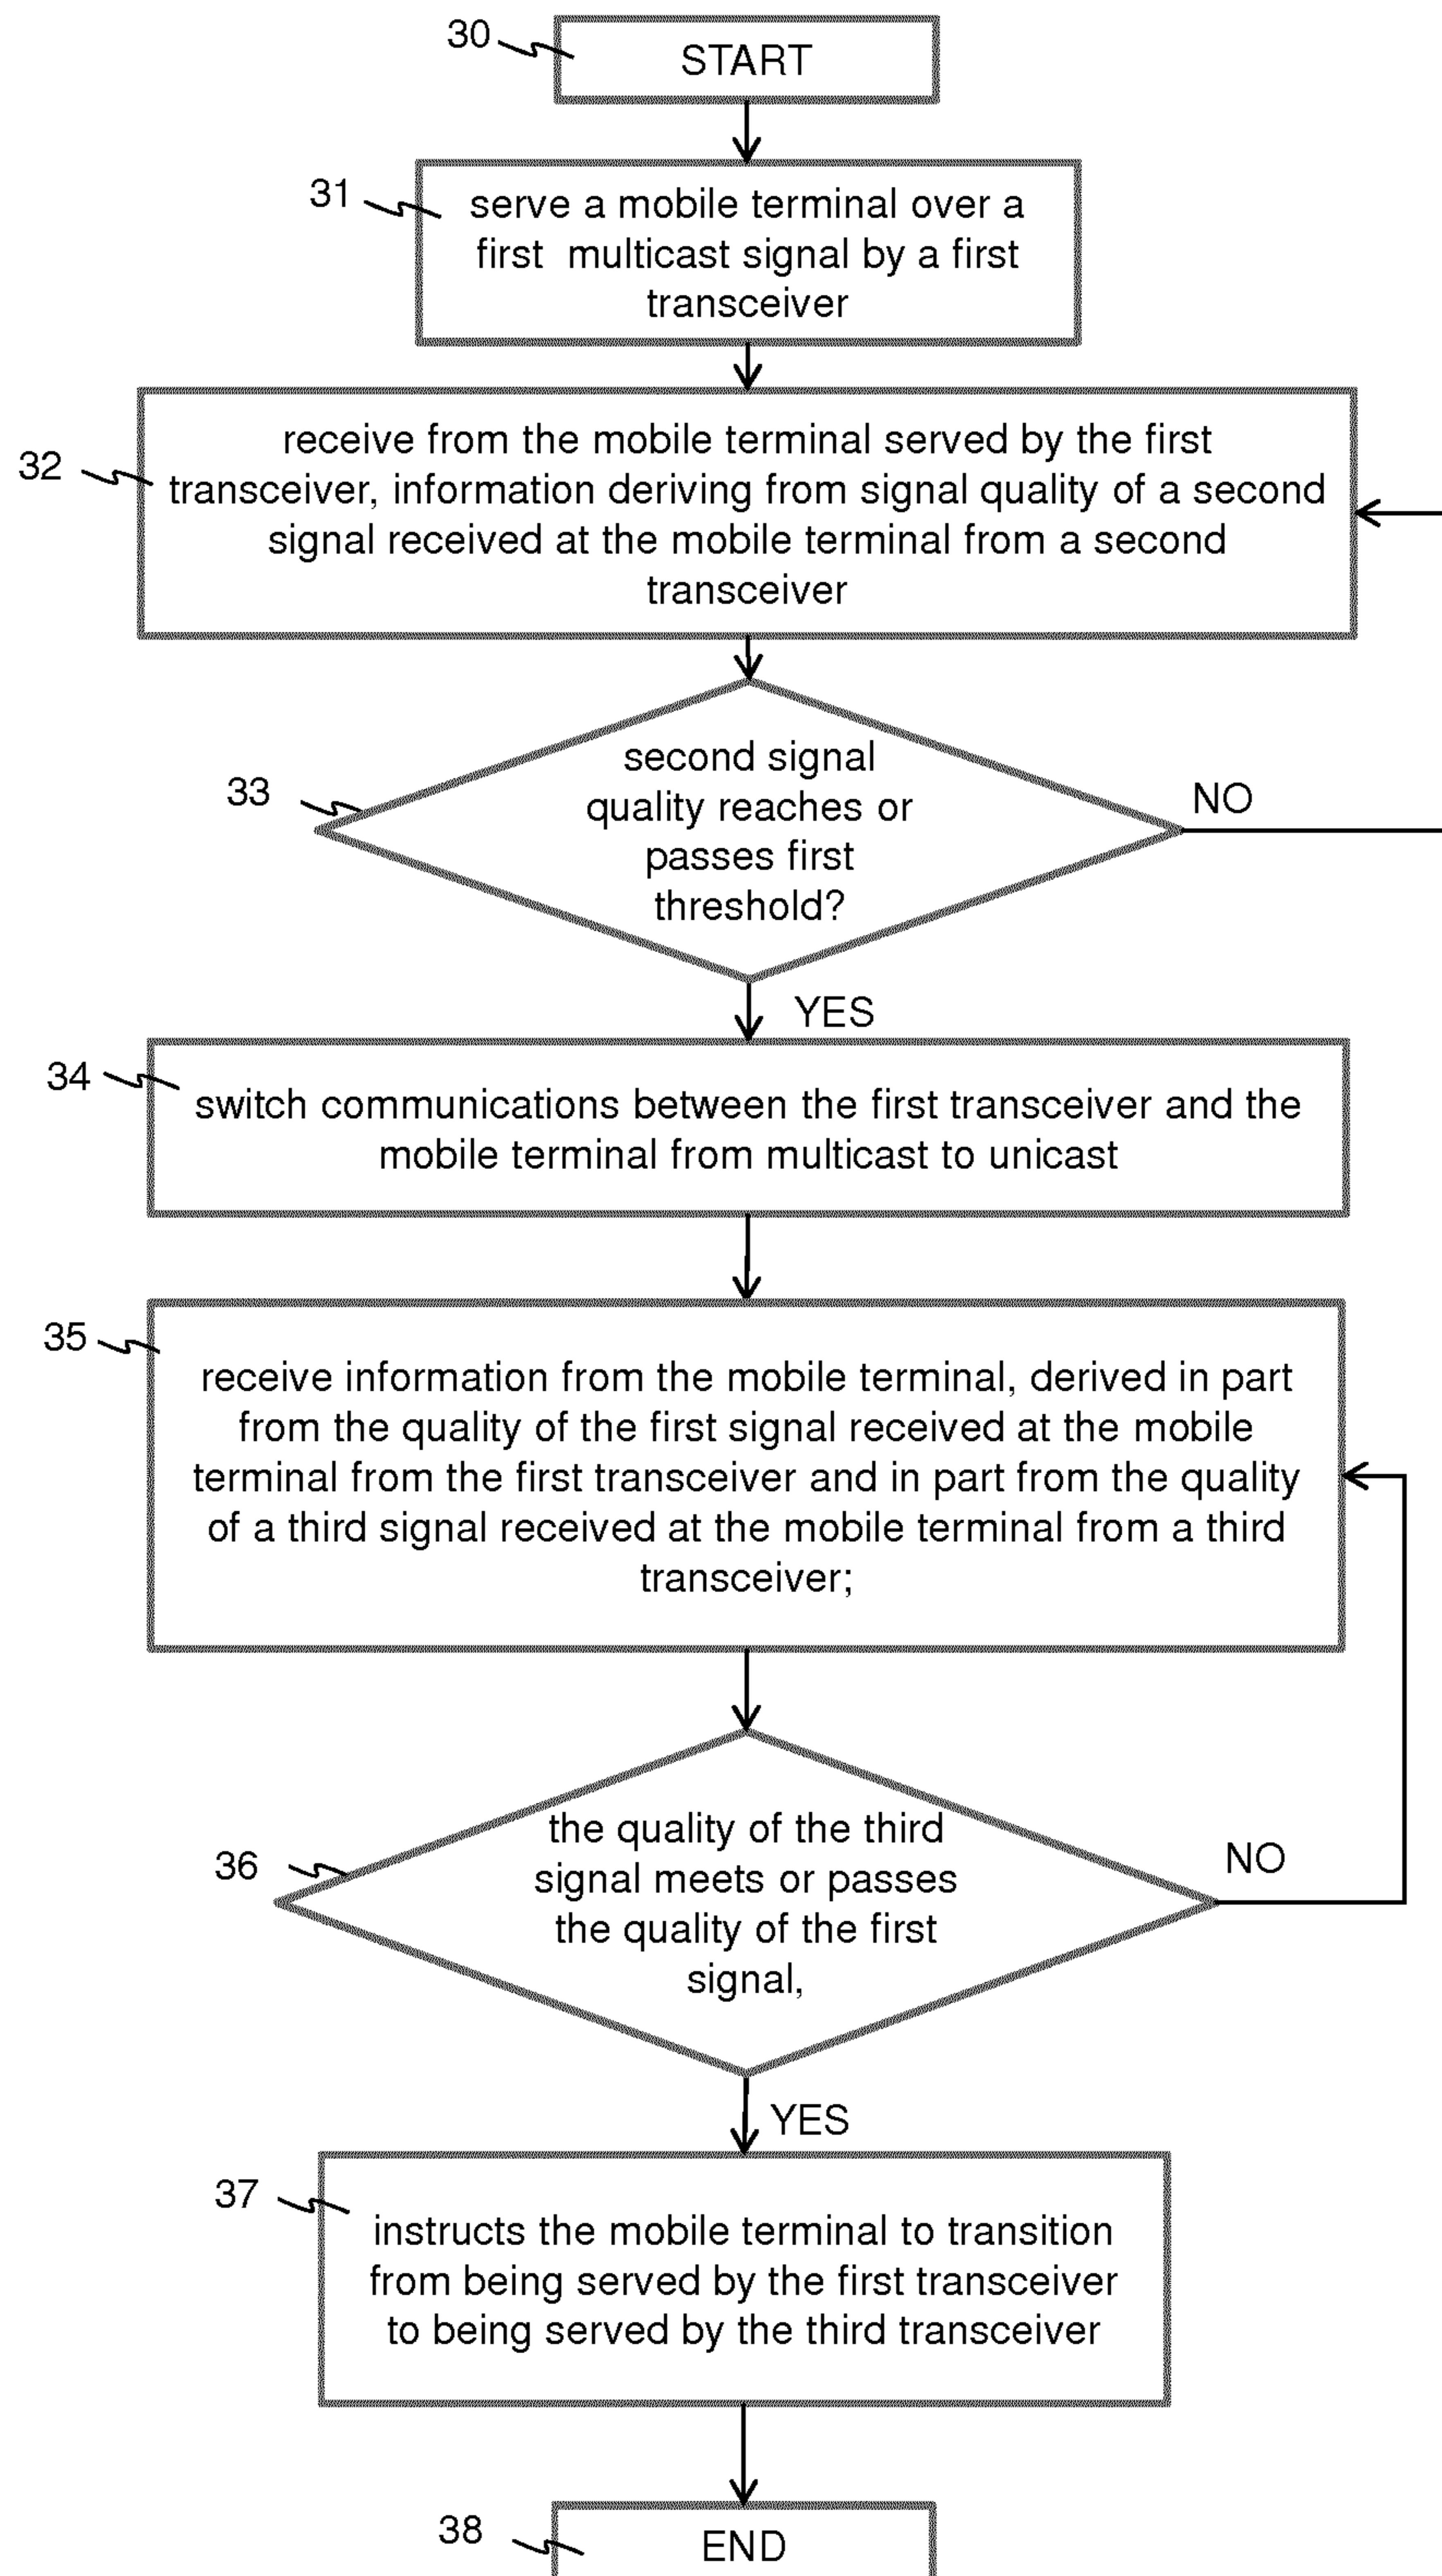 30
START
31
serve a mobile terminal over a
first multicast signal by a first
transceiver
32
receive from the mobile terminal served by the first
transceiver, information deriving from signal quality of a second
signal received at the mobile terminal from a second
transceiver
33
second signal
quality reaches or
passes first
threshold?
NO
YES
34
switch communications between the first transceiver and the
mobile terminal from multicast to unicast
35
receive information from the mobile terminal, derived in part
from the quality of the first signal received at the mobile
terminal from the first transceiver and in part from the quality
of a third signal received at the mobile terminal from a third
transceiver;
36
the quality of the third
signal meets or passes
the quality of the first
signal,
NO
YES
37
instructs the mobile terminal to transition
from being served by the first transceiver
to being served by the third transceiver
38
END